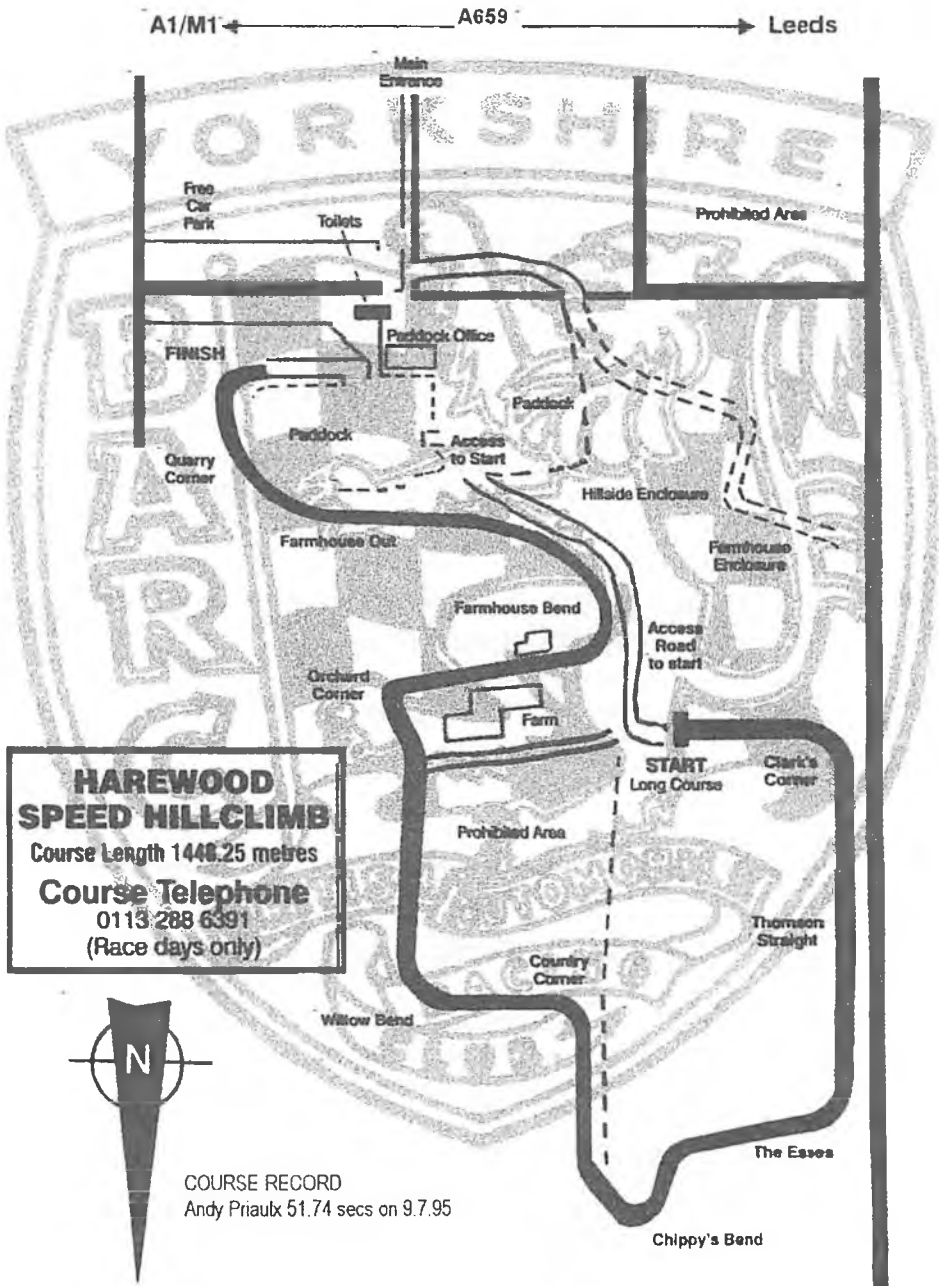 A1/M1
A659
Leeds
Main
Entrance
YORKSHIRE
Free
Car
Park
Toilets
Prohibited Area
Paddock Office
FINISH
Paddock
Paddock
Access
to Start
Quarry
Corner
Hillside Enclosure
Farmhouse Out
Farmhouse
Enclosure
Farmhouse Bend
Access
Road
to start
Orchard
Corner
Farm
BARC
START
Long Course
Clark's
Corner
HAREWOOD
SPEED HILLCLIMB
Course Length 1448.25 metres
Course Telephone
0113 288 6391
(Race days only)
Prohibited Area
Thomson
Straight
Country
Corner
Willow Bend
N
The Esses
COURSE RECORD
Andy Priaulx 51.74 secs on 9.7.95
Chippy's Bend